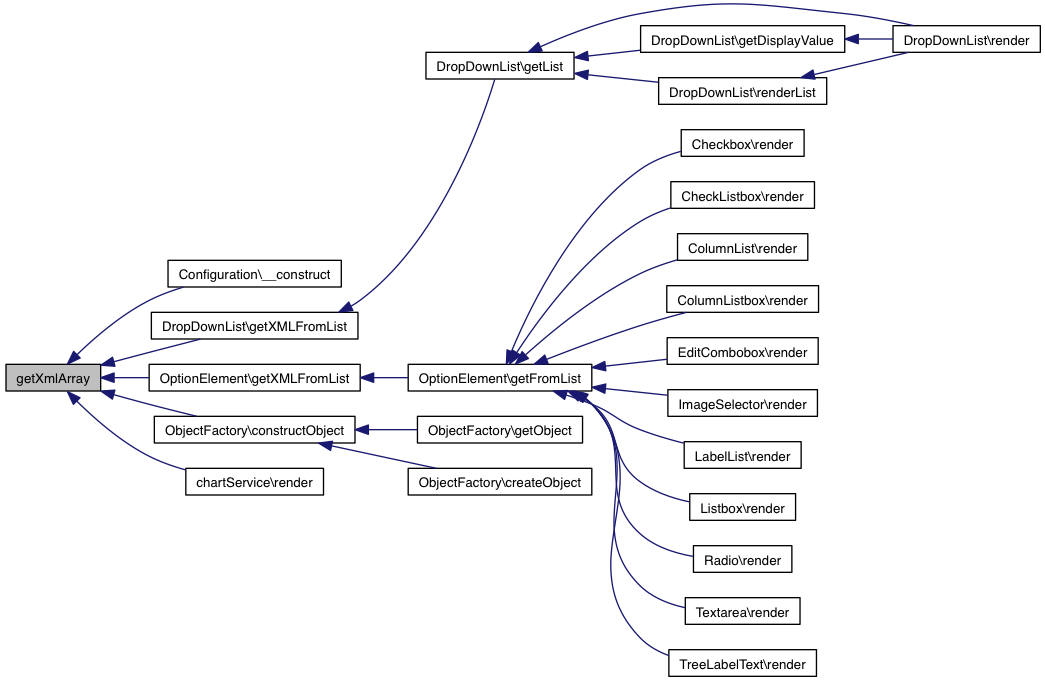 DropDownList\getDisplayValue
DropDownList\render
DropDownList\getList
DropDownList\renderList
Checkbox\render
CheckListbox\render
ColumnList\render
Configuration\__construct
ColumnListbox\render
DropDownList\getXMLFromList
EditCombobox\render
getXmlArray
OptionElement\getXMLFromList
OptionElement\getFromList
ImageSelector\render
ObjectFactory\constructObject
ObjectFactory\getObject
LabelList\render
chartService\render
ObjectFactory\createObject
Listbox\render
Radio\render
Textarea\render
TreeLabelText\render